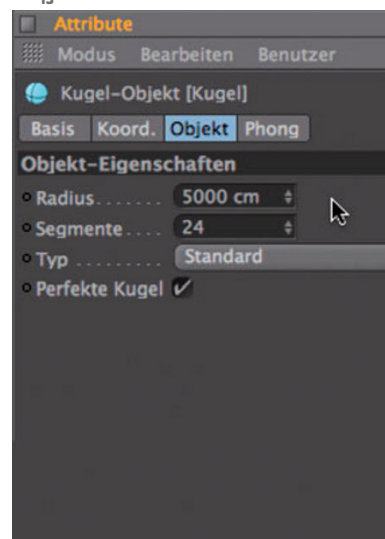 Attribute
Modus Bearbeiten Benutzer
Kugel-Objekt [Kugel]
Basis Koord. Objekt Phong
Objekt-Eigenschaften
Radius....... 5000 cm
Segmente.... 24
Typ ......... Standard
Perfekte Kugel